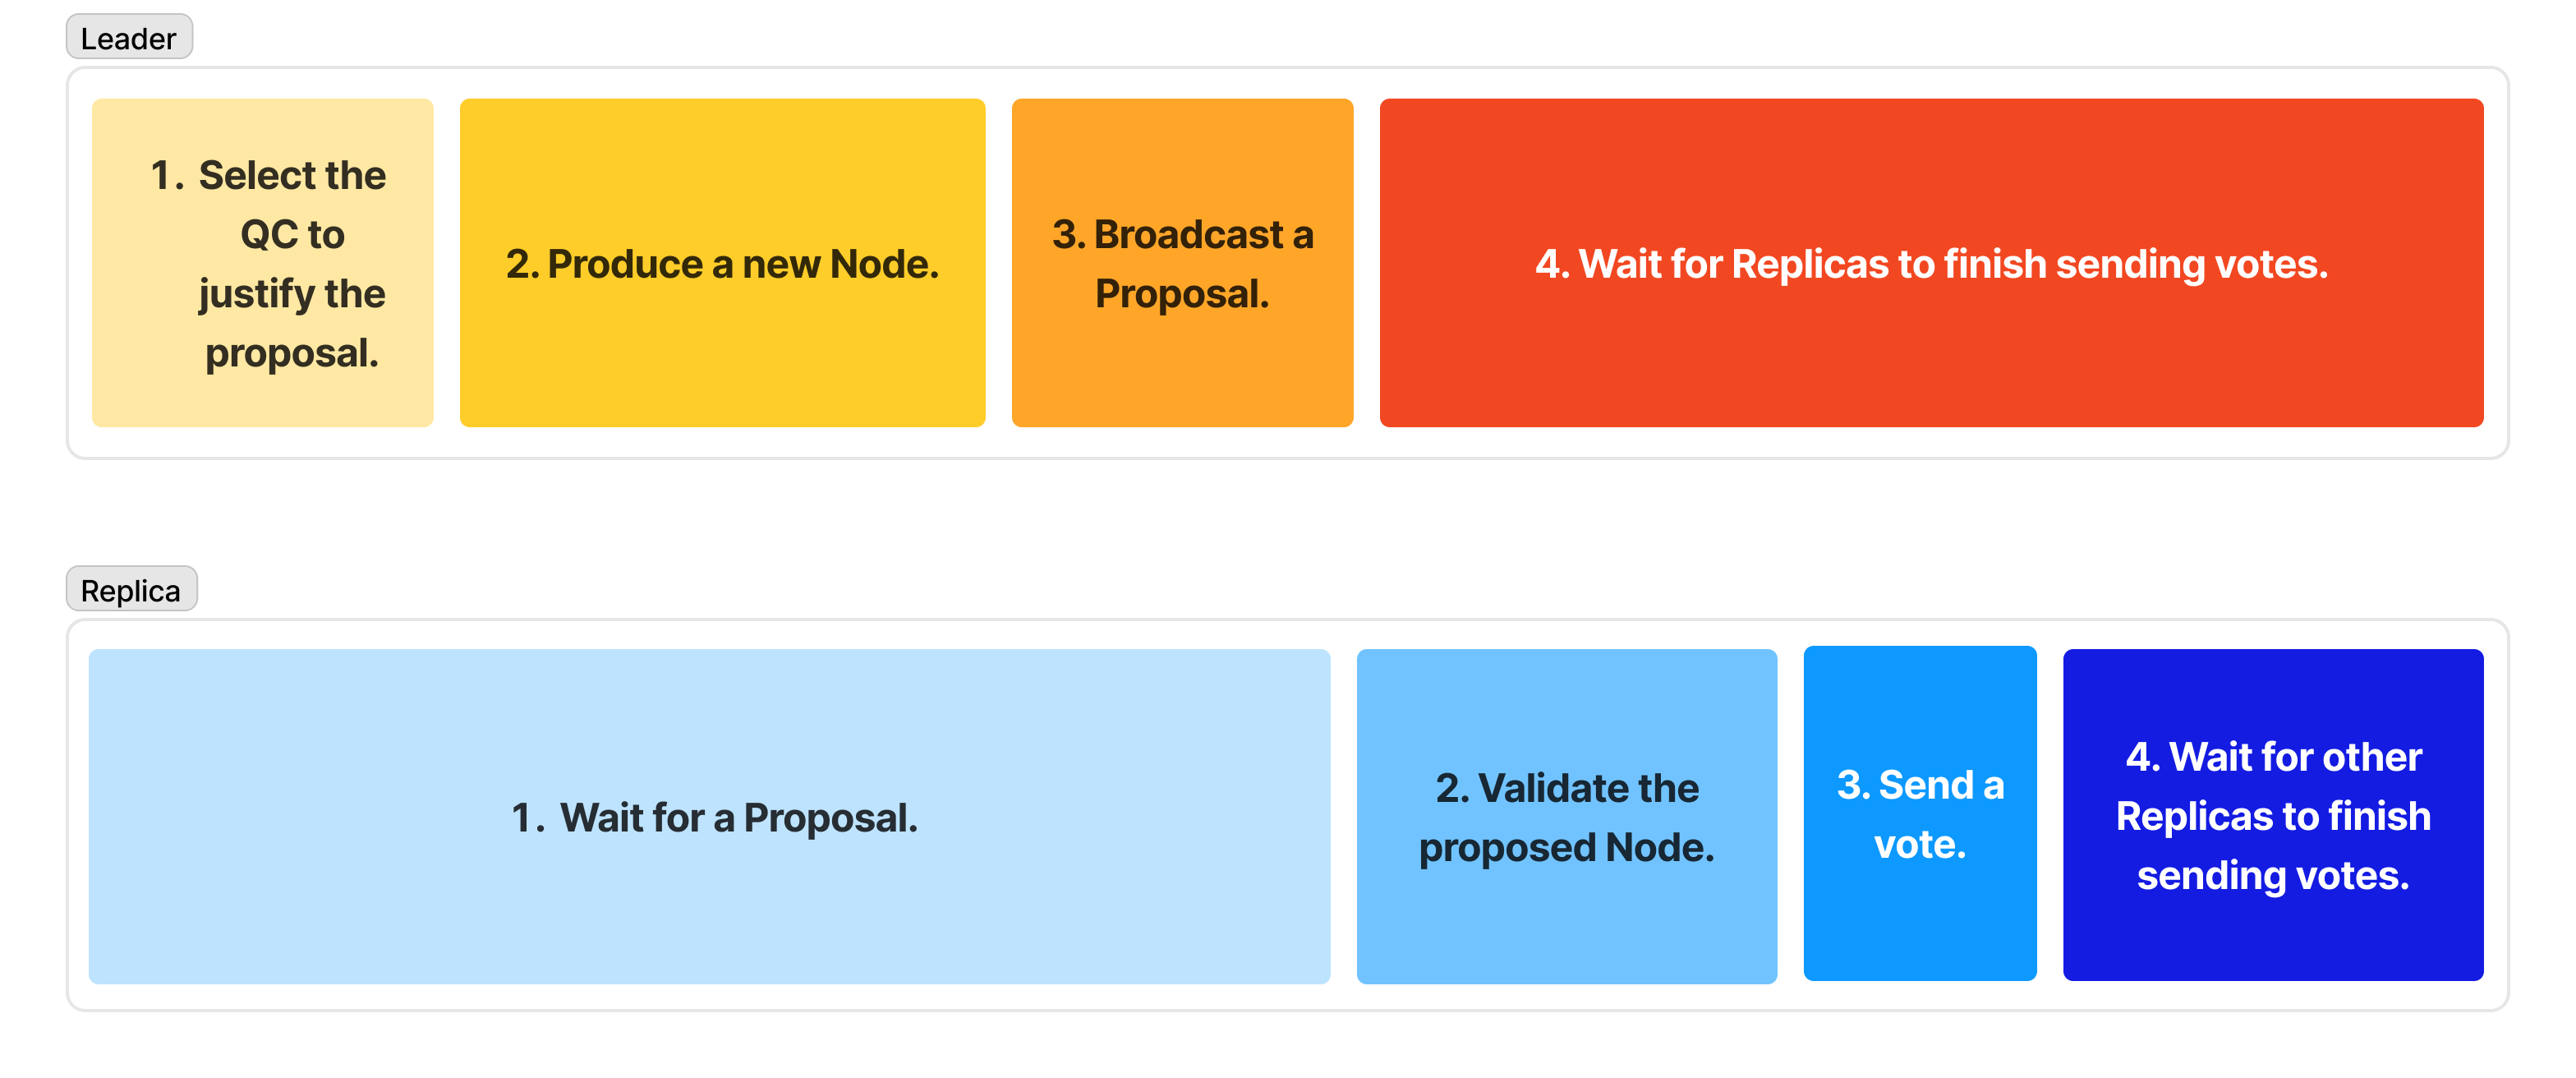 Leader
1. Select the
QC to
justify the
proposal.
2. Produce a new Node.
3. Broadcast a
Proposal.
4. Wait for Replicas to finish sending votes.
Replica
1. Wait for a Proposal.
2. Validate the
proposed Node.
3. Send a
vote.
4. Wait for other
Replicas to finish
sending votes.